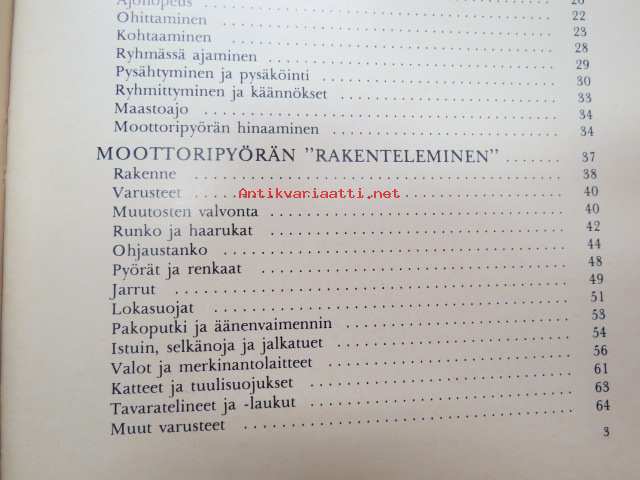 Ajonopeus ........ 20
Ohittaminen ........ 22
Kohtaaminen ........ 23
Ryhmässä ajaminen ........ 28
Pysähtyminen ja pysäköinti ........ 29
Ryhmittyminen ja käännökset ........ 30
Maastoajo ........ 33
Moottoripyörän hinaaminen ........ 34
34
MOOTTORIPYÖRÄN "RAKENTELEMINEN" ........ 37
Rakenne ........ 38
Varusteet ........ 40
Antikvariaatti.net
Muutosten valvonta ........ 40
Runko ja haarukat ........ 42
Ohjaustanko ........ 44
Pyörät ja renkaat ........ 48
Jarrut ........ 49
Lokasuojat ........ 51
Pakoputki ja äänenvaimennin ........ 53
Istuin, selkänoja ja jalkatuet ........ 54
Valot ja merkinantolaitteet ........ 56
Katteet ja tuulisuojukset ........ 61
Tavaratelineet ja -laukut ........ 63
Muut varusteet ........ 64
3